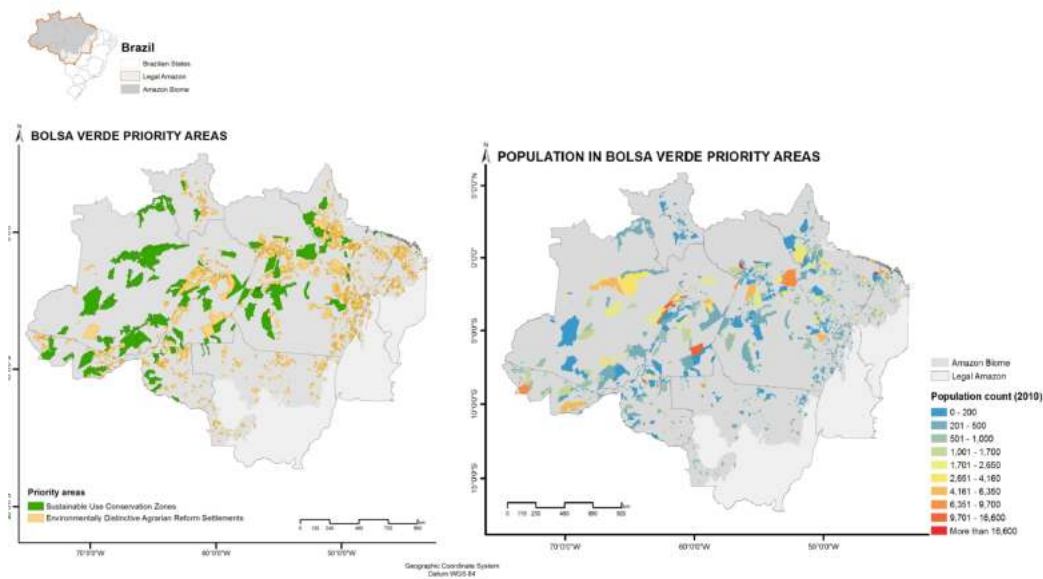 Brazil
Brazilian States
Legal Amazon
Amazon Biome
N
BOLSA VERDE PRIORITY AREAS
Priority areas
Sustainable Use Conservation Zones
Environmentally Distinctive Agrarian Reform Settlements
70°0'0"W
60°0'0"W
50°0'0"W
Geographic Coordinate System
Datum WGS 84
N
POPULATION IN BOLSA VERDE PRIORITY AREAS
5°0'0"N
5°0'0"S
10°0'0"S
15°0'0"S
Amazon Biome
Legal Amazon
Population count (2010)
0 - 200
201 - 500
501 - 1,000
1,001 - 1,700
1,701 - 2,650
2,651 - 4,160
4,161 - 6,350
6,351 - 9,700
9,701 - 16,600
More than 16,600
70°0'0"W
60°0'0"W
50°0'0"W